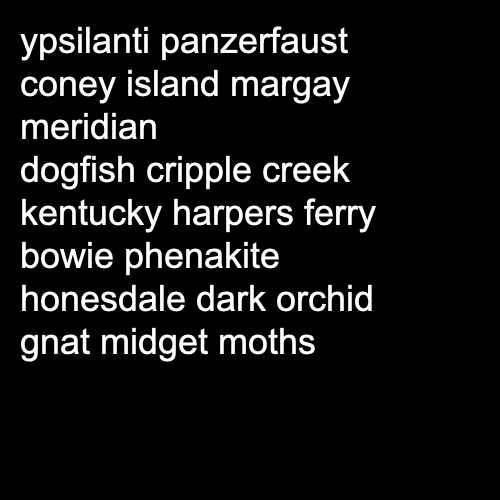 ypsilanti panzerfaust
coney island margay
meridian
dogfish cripple creek
kentucky harpers ferry
bowie phenakite
honesdale dark orchid
gnat midget moths